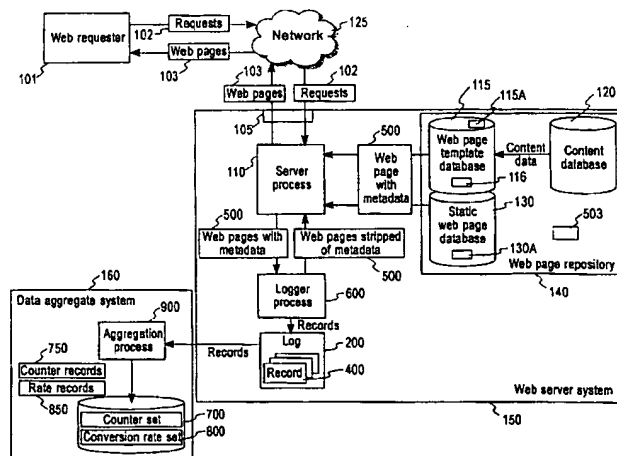 Requests
102
Network
125
Web requester
101
Web pages
103
103
102
Web pages
Requests
105
115
115A
120
110
500
Server process
Web page with metadata
Web page template database
116
Content data
Content database
500
Web pages with metadata
Web pages stripped of metadata
500
Static web page database
130A
130
503
Web page repository
140
160
Data aggregate system
900
Logger process
600
Aggregation process
750
Counter records
Rate records
850
Records
Records
Log
Record
200
400
Counter set
700
Conversion rate set
800
Web server system
150